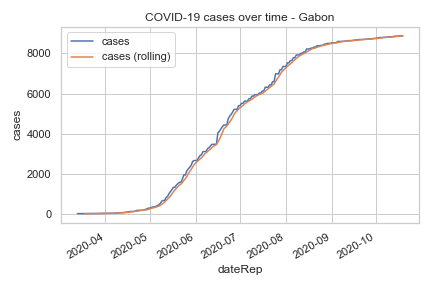 COVID-19 cases over time - Gabon
cases
cases (rolling)
8000
6000
4000
2000
0
cases
2020-04
2020-05
2020-06
2020-07
2020-08
2020-09
2020-10
dateRep